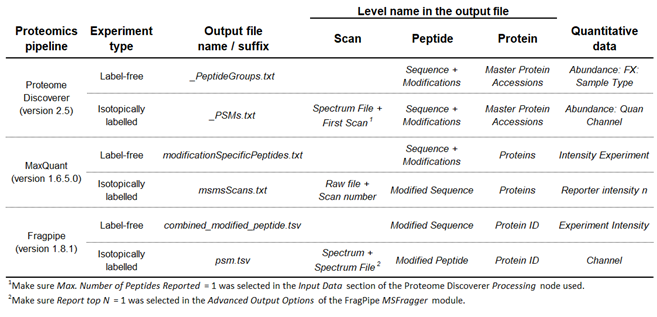 Level name in the output file
Proteomics pipeline Experiment type Output file name / suffix Scan Peptide Protein Quantitative data
Proteome Discoverer (version 2.5) Label-free _PeptideGroups.txt Sequence + Modifications Master Protein Accessions Abundance: FX: Sample Type
Isotopically labelled _PSMs.txt Spectrum File + First Scan 1 Sequence + Modifications Master Protein Accessions Abundance: Quan Channel
MaxQuant (version 1.6.5.0) Label-free modificationSpecificPeptides.txt Sequence + Modifications Proteins Intensity Experiment
Isotopically labelled msmsScans.txt Raw file + Scan number Modified Sequence Proteins Reporter intensity n
Fragpipe (version 1.8.1) Label-free combined_modified_peptide.tsv Modified Sequence Protein ID Experiment Intensity
Isotopically labelled psm.tsv Spectrum + Spectrum File 2 Modified Peptide Protein ID Channel
1Make sure Max. Number of Peptides Reported = 1 was selected in the Input Data section of the Proteome Discoverer Processing node used.
2Make sure Report top N = 1 was selected in the Advanced Output Options of the FragPipe MSFragger module.